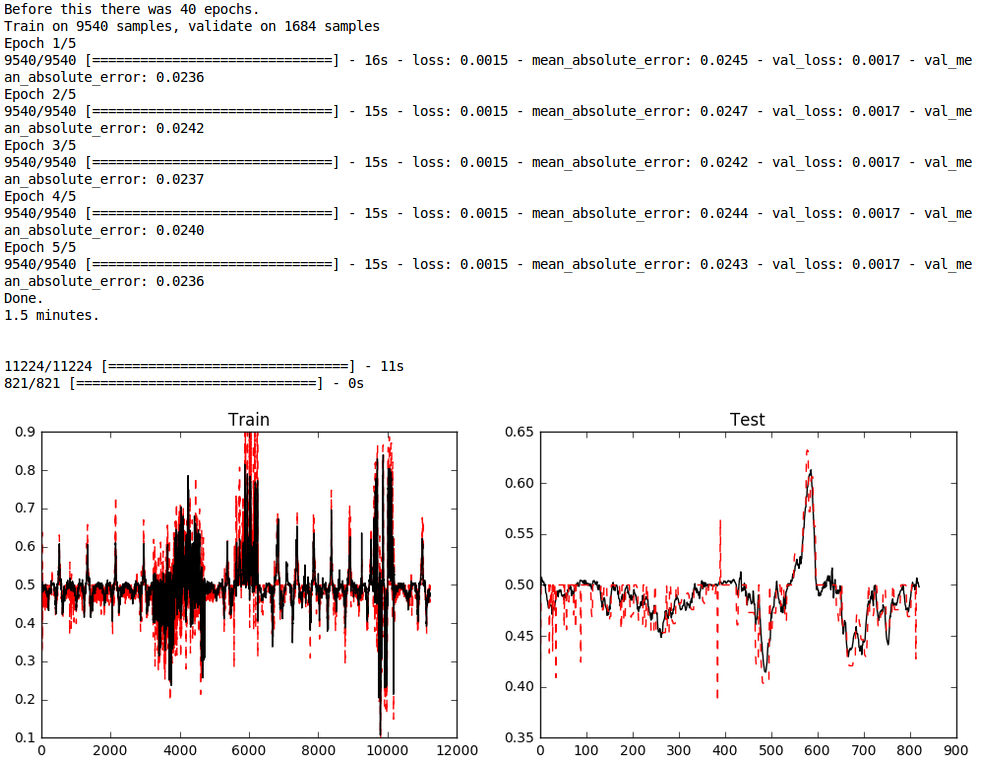 Before this there was 40 epochs.
Train on 9540 samples, validate on 1684 samples
Epoch 1/5
9540/9540 [==============================] - 16s - loss: 0.0015 - mean_absolute_error: 0.0245 - val_loss: 0.0017 - val_me
an_absolute_error: 0.0236
Epoch 2/5
9540/9540 [==============================] - 15s - loss: 0.0015 - mean_absolute_error: 0.0247 - val_loss: 0.0017 - val_me
an_absolute_error: 0.0242
Epoch 3/5
9540/9540 [==============================] - 15s - loss: 0.0015 - mean_absolute_error: 0.0242 - val_loss: 0.0017 - val_me
an_absolute_error: 0.0237
Epoch 4/5
9540/9540 [==============================] - 15s - loss: 0.0015 - mean_absolute_error: 0.0244 - val_loss: 0.0017 - val_me
an_absolute_error: 0.0240
Epoch 5/5
9540/9540 [==============================] - 15s - loss: 0.0015 - mean_absolute_error: 0.0243 - val_loss: 0.0017 - val_me
an_absolute_error: 0.0236
Done.
1.5 minutes.
11224/11224 [==============================] - 11s
821/821 [==============================] - 0s
Train
0.9
0.8
0.7
0.6
0.5
0.4
0.3
0.2
0.1
0 2000 4000 6000 8000 10000 12000
Test
0.65
0.60
0.55
0.50
0.45
0.40
0.35
0 100 200 300 400 500 600 700 800 900